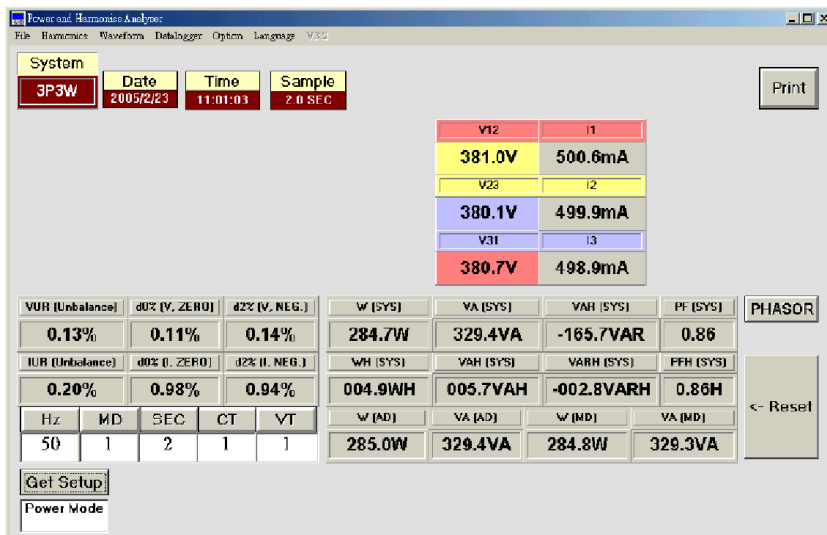 Power and Harmonics Analyzer
File Harmonics Waveform Datalogger Option Language V3.2
System
3P3W
Date Time Sample
2005/2/23 11:01:03 2.0 SEC
Print
V12 I1
381.0V 500.6mA
V23 I2
380.1V 499.9mA
V31 I3
380.7V 498.9mA
VUR (Unbalance) d0% (V, ZERO) d2% (V, NEG.) W (SYS) VA (SYS) VAR (SYS) PF (SYS) PHASOR
0.13% 0.11% 0.14% 284.7W 329.4VA -165.7VAR 0.86
IUR (Unbalance) d0% (I, ZERO) d2% (I, NEG.) WH (SYS) VAH (SYS) VARH (SYS) PFH (SYS)
0.20% 0.98% 0.94% 004.9WH 005.7VAH -002.8VARH 0.86H
<- Reset
Hz MD SEC CT VT W (AD) VA (AD) W (MD) VA (MD)
50 1 2 1 1 285.0W 329.4VA 284.8W 329.3VA
Get Setup
Power Mode